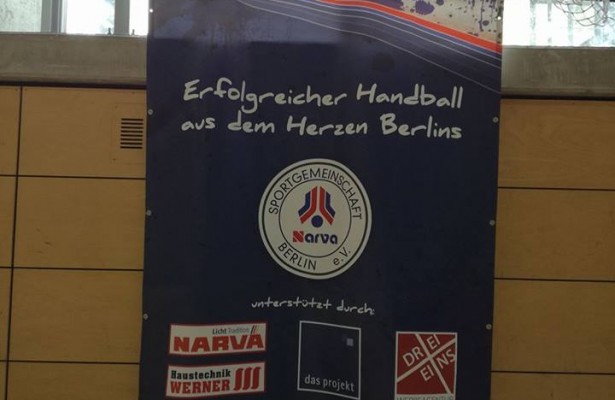 Erfolgreicher Handball
aus dem Herzen Berlins
SPORTGEMEINSCHAFT
Narva
BERLIN e.V.
unterstützt durch:
Licht Tradition
NARVA
Haustechnik
WERNER
das projekt
DREI
EINS